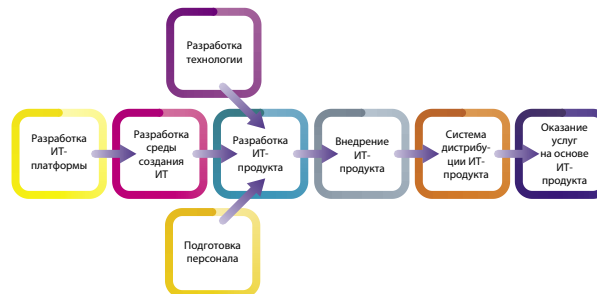 Разработка
технологии
Разработка
ИТ-
платформы
Разработка
среды
создания
ИТ
Разработка
ИТ-
продукта
Внедрение
ИТ-
продукта
Система
дистрибу-
ции ИТ-
продукта
Оказание
услуг
на основе
ИТ-
продукта
Подготовка
персонала